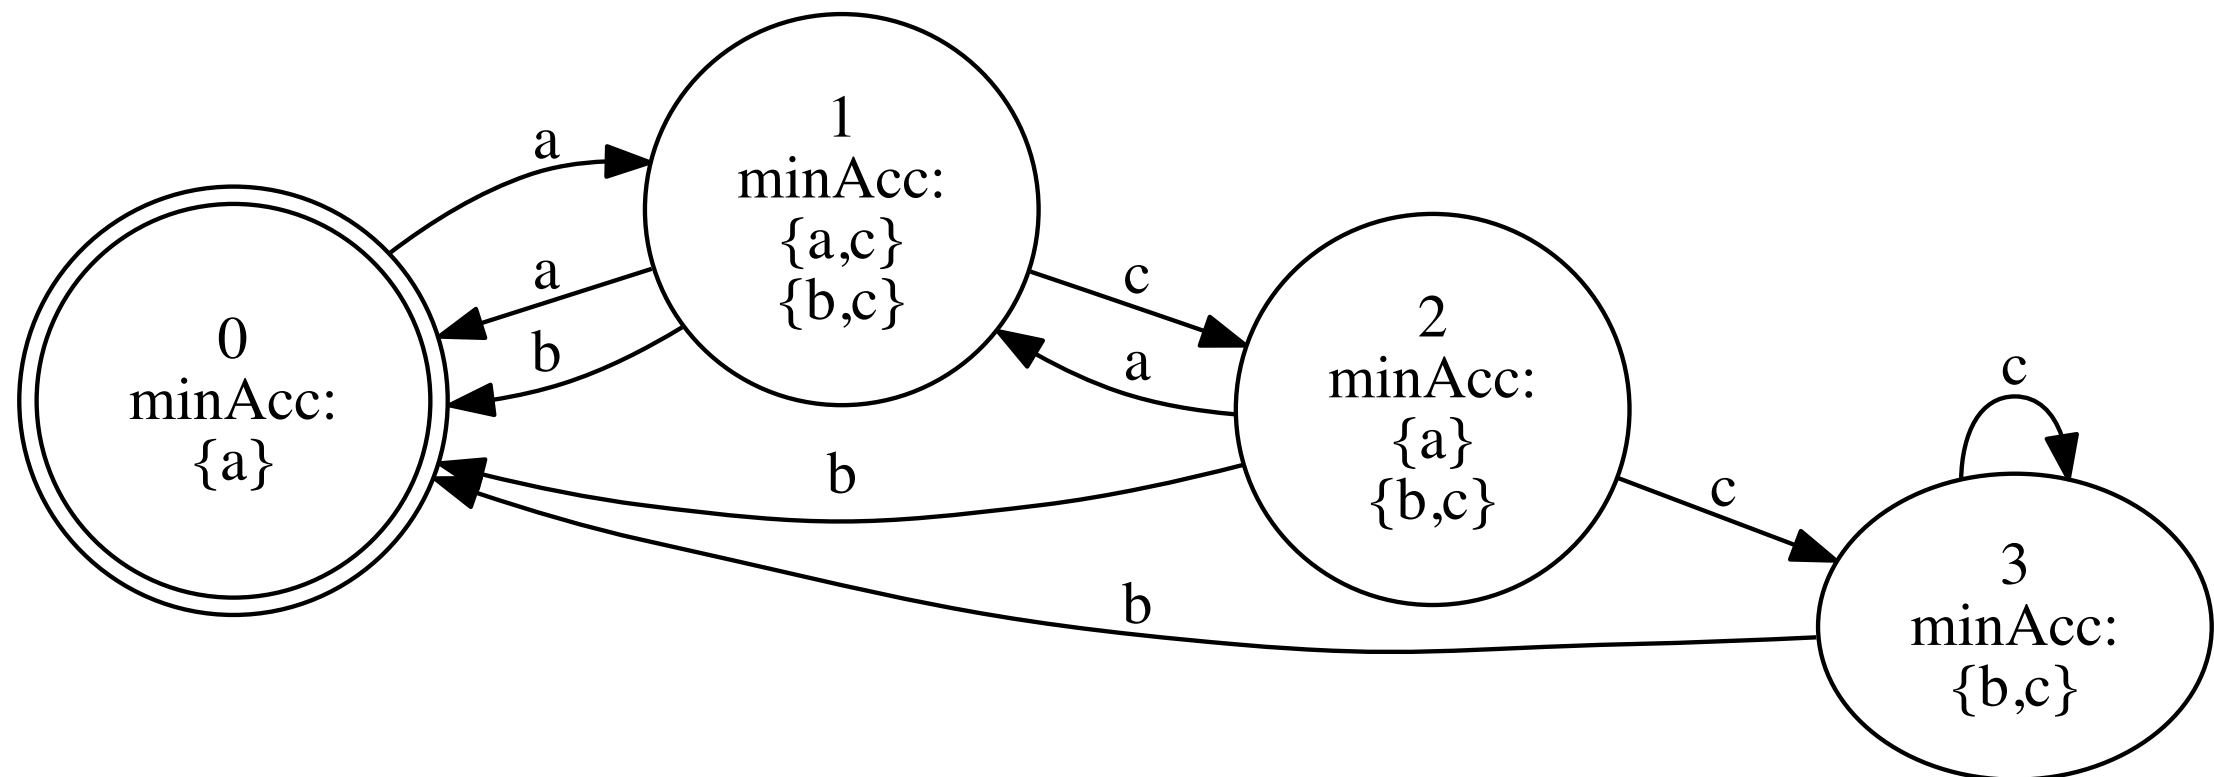 0
minAcc:
{a}
a
a
b
1
minAcc:
{a,c}
{b,c}
c
a
b
b
2
minAcc:
{a}
{b,c}
c
c
3
minAcc:
{b,c}